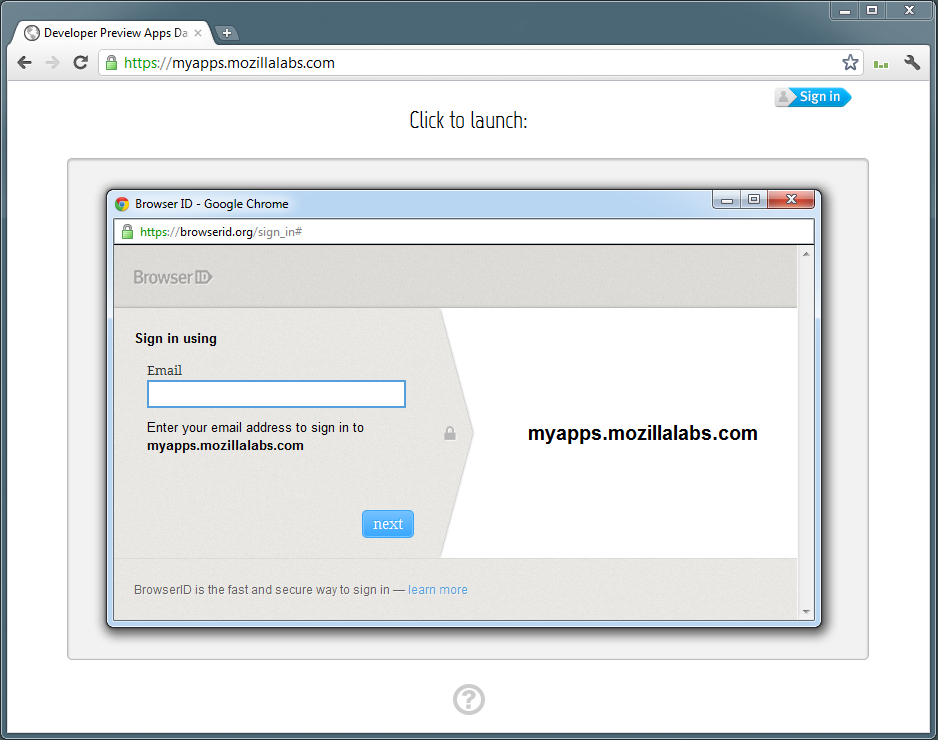 Developer Preview Apps Da
https://myapps.mozillalabs.com
Sign in
Click to launch:
Browser ID - Google Chrome
https://browserid.org/sign_in#
BrowserID
Sign in using
Email
Enter your email address to sign in to
myapps.mozillalabs.com
myapps.mozillalabs.com
next
BrowserID is the fast and secure way to sign in — learn more
?